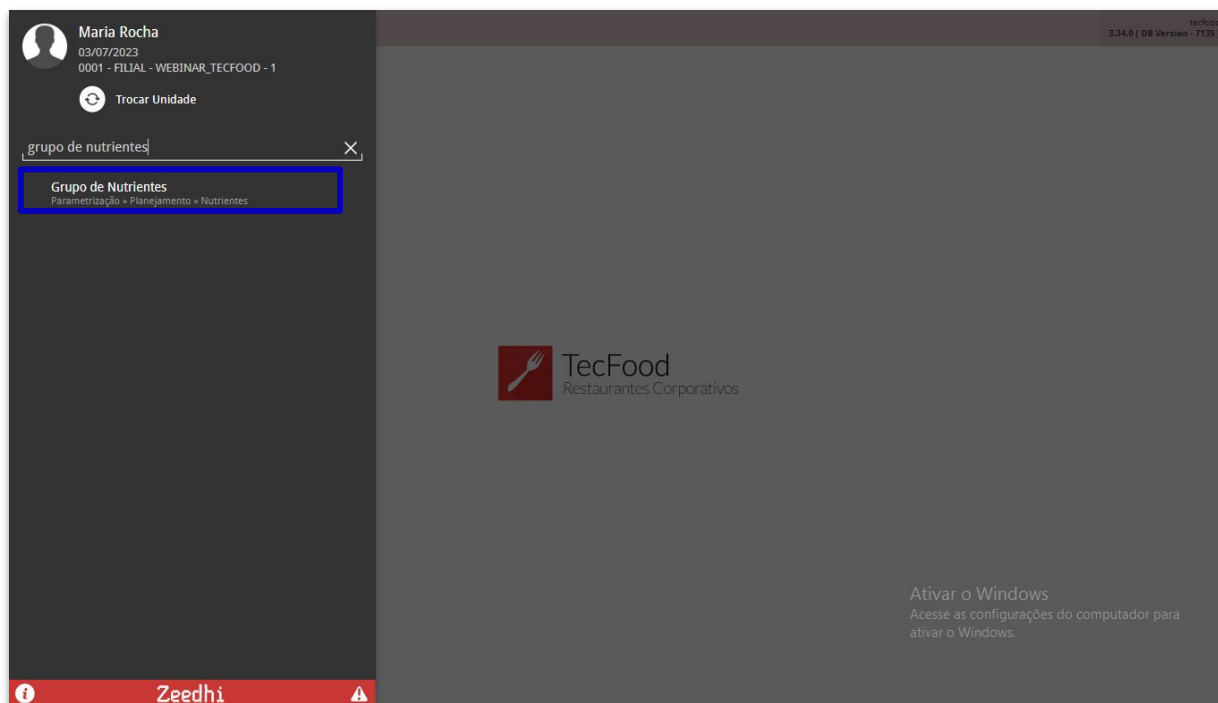 Maria Rocha
03/07/2023
0001 - FILIAL - WEBINAR_TECFOOD - 1
Trocar Unidade
grupo de nutrientes
Grupo de Nutrientes
Parametrização » Planejamento » Nutrientes
tecfood
3.34.0 ( DB Version - 7135
TecFood
Restaurantes Corporativos
Ativar o Windows
Acesse as configurações do computador para
ativar o Windows.
Zeedhi